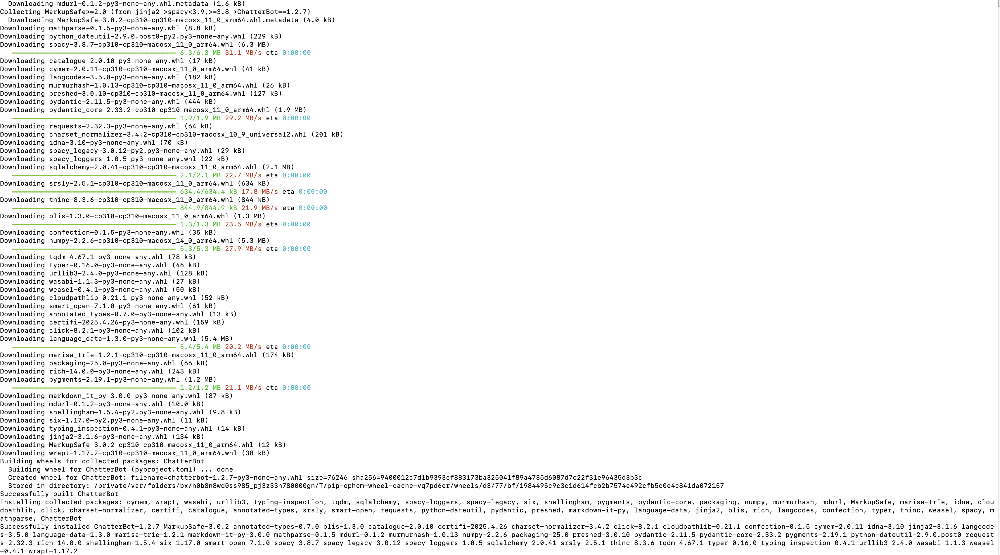 Downloading mdurl-0.1.2-py3-none-any.whl.metadata (1.6 kB)
Collecting MarkupSafe>=2.0 (from jinja2->spacy<3.9,>=3.8->ChatterBot==1.2.7)
  Downloading MarkupSafe-3.0.2-cp310-cp310-macosx_11_0_arm64.whl.metadata (4.0 kB)
Downloading mathparse-0.1.5-py3-none-any.whl (8.8 kB)
Downloading python_dateutil-2.9.0.post0-py2.py3-none-any.whl (229 kB)
Downloading spacy-3.8.7-cp310-cp310-macosx_11_0_arm64.whl (6.3 MB)
6.3/6.3 MB 31.1 MB/s eta 0:00:00
Downloading catalogue-2.0.10-py3-none-any.whl (17 kB)
Downloading cymem-2.0.11-cp310-cp310-macosx_11_0_arm64.whl (41 kB)
Downloading langcodes-3.5.0-py3-none-any.whl (182 kB)
Downloading murmurhash-1.0.13-cp310-cp310-macosx_11_0_arm64.whl (26 kB)
Downloading preshed-3.0.10-cp310-cp310-macosx_11_0_arm64.whl (127 kB)
Downloading pydantic-2.11.5-py3-none-any.whl (444 kB)
Downloading pydantic_core-2.33.2-cp310-cp310-macosx_11_0_arm64.whl (1.9 MB)
1.9/1.9 MB 29.2 MB/s eta 0:00:00
Downloading requests-2.32.3-py3-none-any.whl (64 kB)
Downloading charset_normalizer-3.4.2-cp310-cp310-macosx_10_9_universal2.whl (201 kB)
Downloading idna-3.10-py3-none-any.whl (70 kB)
Downloading spacy_legacy-3.0.12-py2.py3-none-any.whl (29 kB)
Downloading spacy_loggers-1.0.5-py3-none-any.whl (22 kB)
Downloading sqlalchemy-2.0.41-cp310-cp310-macosx_11_0_arm64.whl (2.1 MB)
2.1/2.1 MB 22.7 MB/s eta 0:00:00
Downloading srsly-2.5.1-cp310-cp310-macosx_11_0_arm64.whl (634 kB)
634.4/634.4 kB 17.8 MB/s eta 0:00:00
Downloading thinc-8.3.6-cp310-cp310-macosx_11_0_arm64.whl (844 kB)
844.9/844.9 kB 21.9 MB/s eta 0:00:00
Downloading blis-1.3.0-cp310-cp310-macosx_11_0_arm64.whl (1.3 MB)
1.3/1.3 MB 23.5 MB/s eta 0:00:00
Downloading confection-0.1.5-py3-none-any.whl (35 kB)
Downloading numpy-2.2.6-cp310-cp310-macosx_14_0_arm64.whl (5.3 MB)
5.3/5.3 MB 27.9 MB/s eta 0:00:00
Downloading tqdm-4.67.1-py3-none-any.whl (78 kB)
Downloading typer-0.16.0-py3-none-any.whl (46 kB)
Downloading urllib3-2.4.0-py3-none-any.whl (128 kB)
Downloading wasabi-1.1.3-py3-none-any.whl (27 kB)
Downloading weasel-0.4.1-py3-none-any.whl (50 kB)
Downloading cloudpathlib-0.21.1-py3-none-any.whl (52 kB)
Downloading smart_open-7.1.0-py3-none-any.whl (61 kB)
Downloading annotated_types-0.7.0-py3-none-any.whl (13 kB)
Downloading certifi-2025.4.26-py3-none-any.whl (159 kB)
Downloading click-8.2.1-py3-none-any.whl (102 kB)
Downloading language_data-1.3.0-py3-none-any.whl (5.4 MB)
5.4/5.4 MB 20.2 MB/s eta 0:00:00
Downloading marisa_trie-1.2.1-cp310-cp310-macosx_11_0_arm64.whl (174 kB)
Downloading packaging-25.0-py3-none-any.whl (66 kB)
Downloading rich-14.0.0-py3-none-any.whl (243 kB)
Downloading pygments-2.19.1-py3-none-any.whl (1.2 MB)
1.2/1.2 MB 21.1 MB/s eta 0:00:00
Downloading markdown_it_py-3.0.0-py3-none-any.whl (87 kB)
Downloading mdurl-0.1.2-py3-none-any.whl (10.0 kB)
Downloading shellingham-1.5.4-py2.py3-none-any.whl (9.8 kB)
Downloading six-1.17.0-py2.py3-none-any.whl (11 kB)
Downloading typing_inspection-0.4.1-py3-none-any.whl (14 kB)
Downloading jinja2-3.1.6-py3-none-any.whl (134 kB)
Downloading MarkupSafe-3.0.2-cp310-cp310-macosx_11_0_arm64.whl (12 kB)
Downloading wrapt-1.17.2-cp310-cp310-macosx_11_0_arm64.whl (38 kB)
Building wheels for collected packages: ChatterBot
  Building wheel for ChatterBot (pyproject.toml) ... done
  Created wheel for ChatterBot: filename=chatterbot-1.2.7-py3-none-any.whl size=76246 sha256=9400012c7d1b9393cf883173ba325041f89a4735d6087d7c22f31e96435d3b3c
  Stored in directory: /private/var/folders/bx/n0b8n8wd0ss985_pj3z33n780000gn/T/pip-ephem-wheel-cache-vq7pd6er/wheels/d3/77/bf/1984495c9c3c1d614fcb2b7574e492cfb5c0e4c841da072157
Successfully built ChatterBot
Installing collected packages: cymem, wrapt, wasabi, urllib3, typing-inspection, tqdm, sqlalchemy, spacy-loggers, spacy-legacy, six, shellingham, pygments, pydantic-core, packaging, numpy, murmurhash, mdurl, MarkupSafe, marisa-trie, idna, clou
dpathlib, click, charset-normalizer, certifi, catalogue, annotated-types, srsly, smart-open, requests, python-dateutil, pydantic, preshed, markdown-it-py, language-data, jinja2, blis, rich, langcodes, confection, typer, thinc, weasel, spacy, m
athparse, ChatterBot
Successfully installed ChatterBot-1.2.7 MarkupSafe-3.0.2 annotated-types-0.7.0 blis-1.3.0 catalogue-2.0.10 certifi-2025.4.26 charset-normalizer-3.4.2 click-8.2.1 cloudpathlib-0.21.1 confection-0.1.5 cymem-2.0.11 idna-3.10 jinja2-3.1.6 langcode
s-3.5.0 language-data-1.3.0 marisa-trie-1.2.1 markdown-it-py-3.0.0 mathparse-0.1.5 mdurl-0.1.2 murmurhash-1.0.13 numpy-2.2.6 packaging-25.0 preshed-3.0.10 pydantic-2.11.5 pydantic-core-2.33.2 pygments-2.19.1 python-dateutil-2.9.0.post0 request
s-2.32.3 rich-14.0.0 shellingham-1.5.4 six-1.17.0 smart-open-7.1.0 spacy-3.8.7 spacy-legacy-3.0.12 spacy-loggers-1.0.5 sqlalchemy-2.0.41 srsly-2.5.1 thinc-8.3.6 tqdm-4.67.1 typer-0.16.0 typing-inspection-0.4.1 urllib3-2.4.0 wasabi-1.1.3 weasel
-0.4.1 wrapt-1.17.2